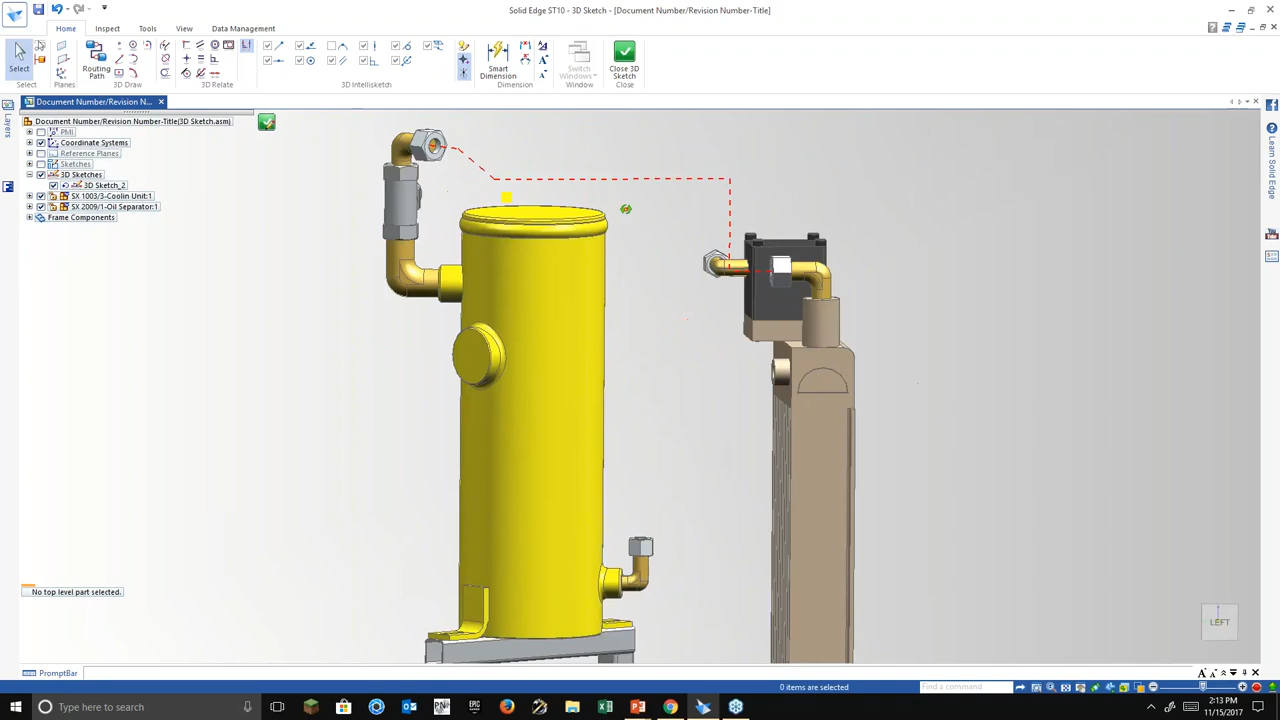 Solid Edge ST10 - 3D Sketch - [Document Number/Revision Number-Title]
Home Inspect Tools View Data Management
Select
Routing Path
Smart Dimension
Switch Windows
Close 3D Sketch
Select Planes 3D Draw 3D Relate 3D Intellisketch Dimension Window Close
Document Number/Revision N...
Layers
Document Number/Revision Number-Title(3D Sketch.asm)
PMI
Coordinate Systems
Reference Planes
Sketches
3D Sketches
3D Sketch_2
SX 1003/3-Coolin Unit:1
SX 2009/1-Oil Separator:1
Frame Components
Learn Solid Edge
No top level part selected.
LEFT
PromptBar
0 items are selected
Find a command
Type here to search
2:13 PM
11/15/2017